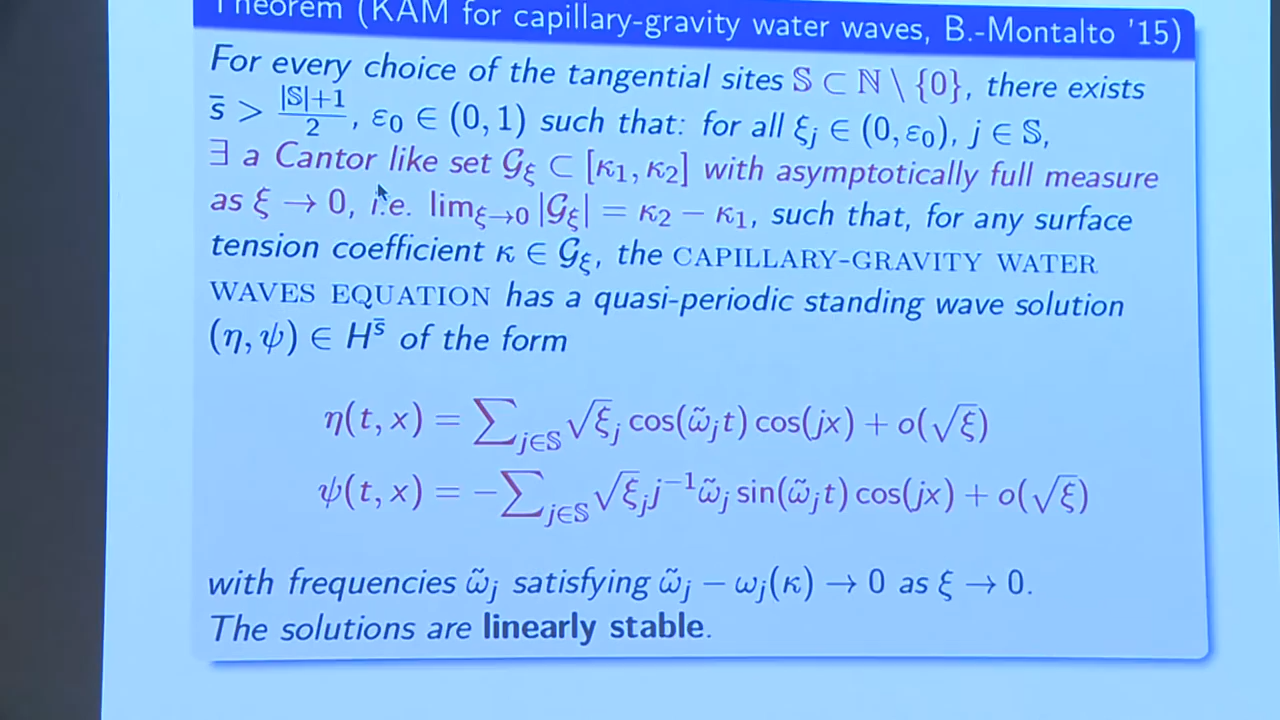 Theorem (KAM for capillary-gravity water waves, B.-Montalto '15)
For every choice of the tangential sites 𝕊 ⊂ ℕ \ {0}, there exists
s̄ > (|𝕊|+1)/2, ε₀ ∈ (0, 1) such that: for all ξⱼ ∈ (0, ε₀), j ∈ 𝕊,
∃ a Cantor like set 𝒢_ξ ⊂ [κ₁, κ₂] with asymptotically full measure
as ξ → 0, i.e. lim_{ξ→0} |𝒢_ξ| = κ₂ − κ₁, such that, for any surface
tension coefficient κ ∈ 𝒢_ξ, the CAPILLARY-GRAVITY WATER
WAVES EQUATION has a quasi-periodic standing wave solution
(η, ψ) ∈ H^s̄ of the form
η(t, x) = ∑_{j∈𝕊} √ξⱼ cos(ω̃ⱼt) cos(jx) + o(√ξ)
ψ(t, x) = −∑_{j∈𝕊} √ξⱼ j⁻¹ω̃ⱼ sin(ω̃ⱼt) cos(jx) + o(√ξ)
with frequencies ω̃ⱼ satisfying ω̃ⱼ − ωⱼ(κ) → 0 as ξ → 0.
The solutions are linearly stable.